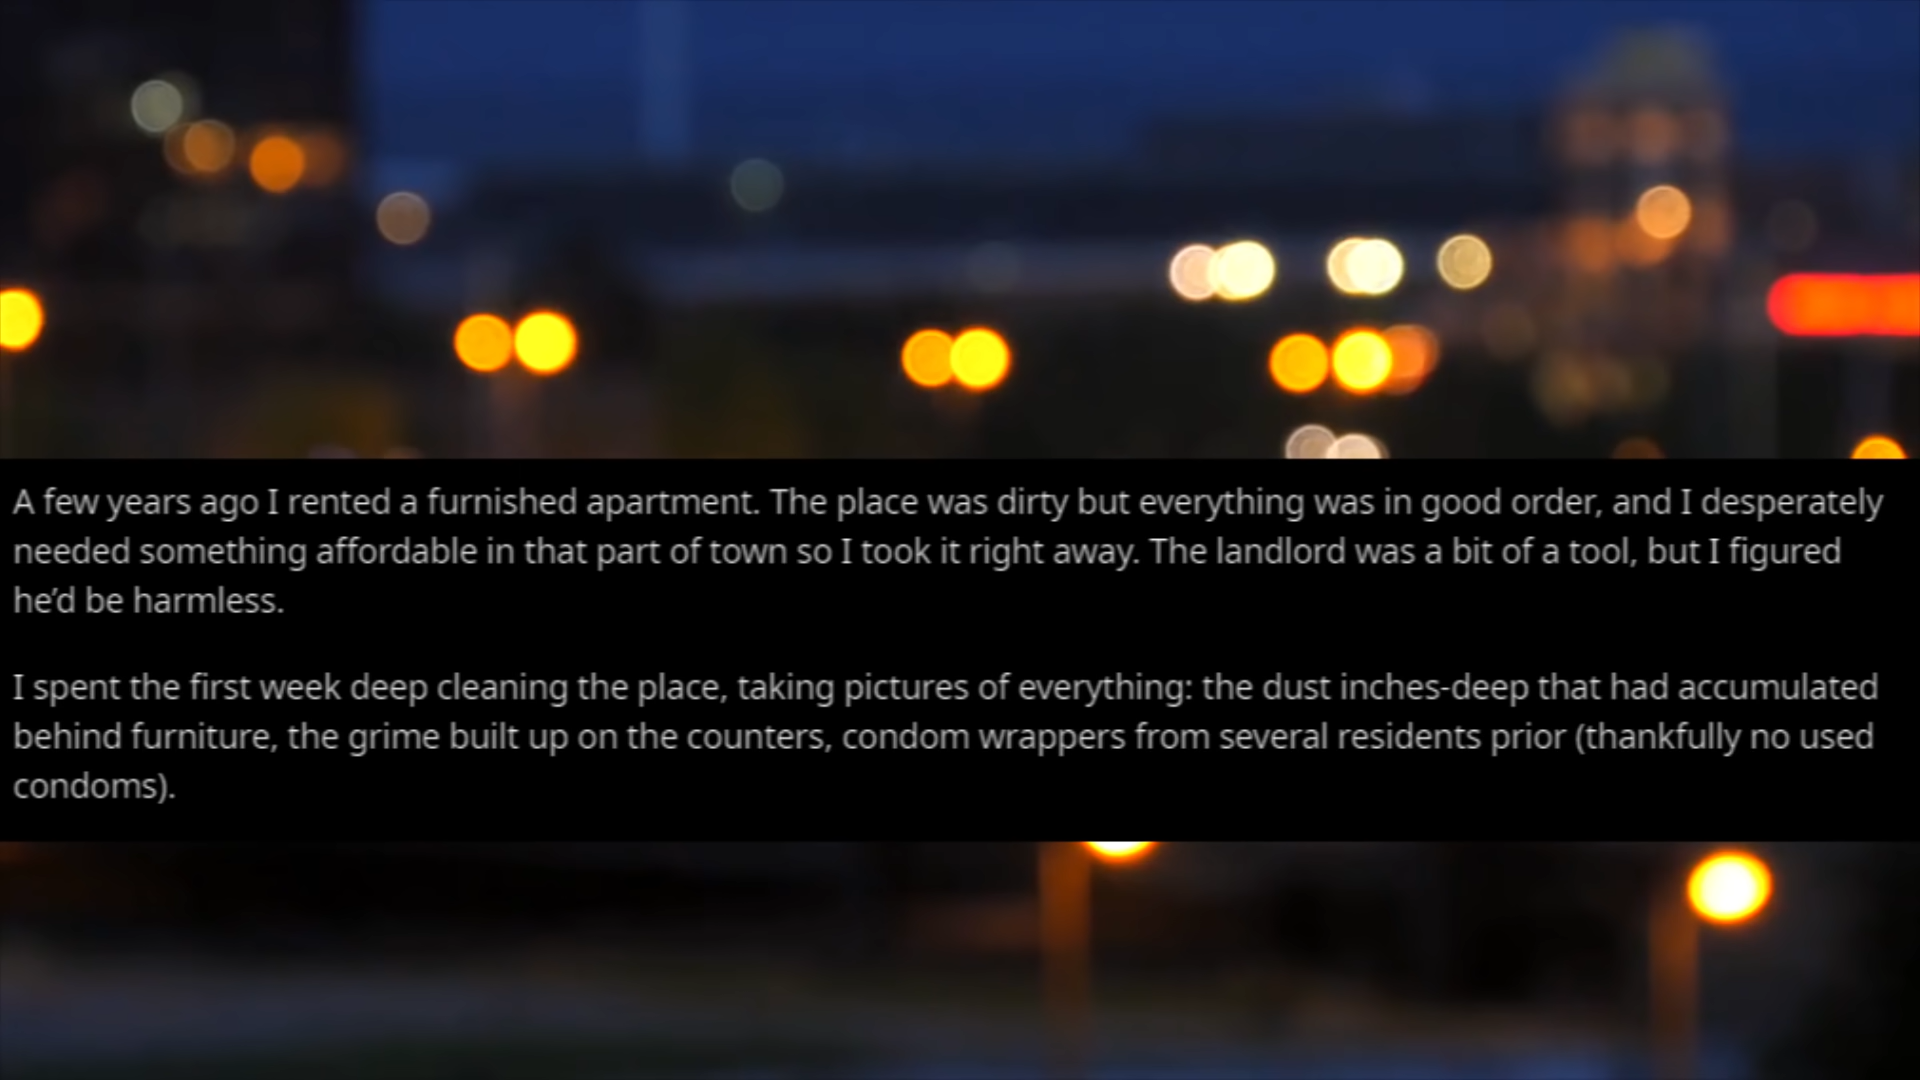 A few years ago I rented a furnished apartment. The place was dirty but everything was in good order, and I desperately
needed something affordable in that part of town so I took it right away. The landlord was a bit of a tool, but I figured
he’d be harmless.
I spent the first week deep cleaning the place, taking pictures of everything: the dust inches-deep that had accumulated
behind furniture, the grime built up on the counters, condom wrappers from several residents prior (thankfully no used
condoms).